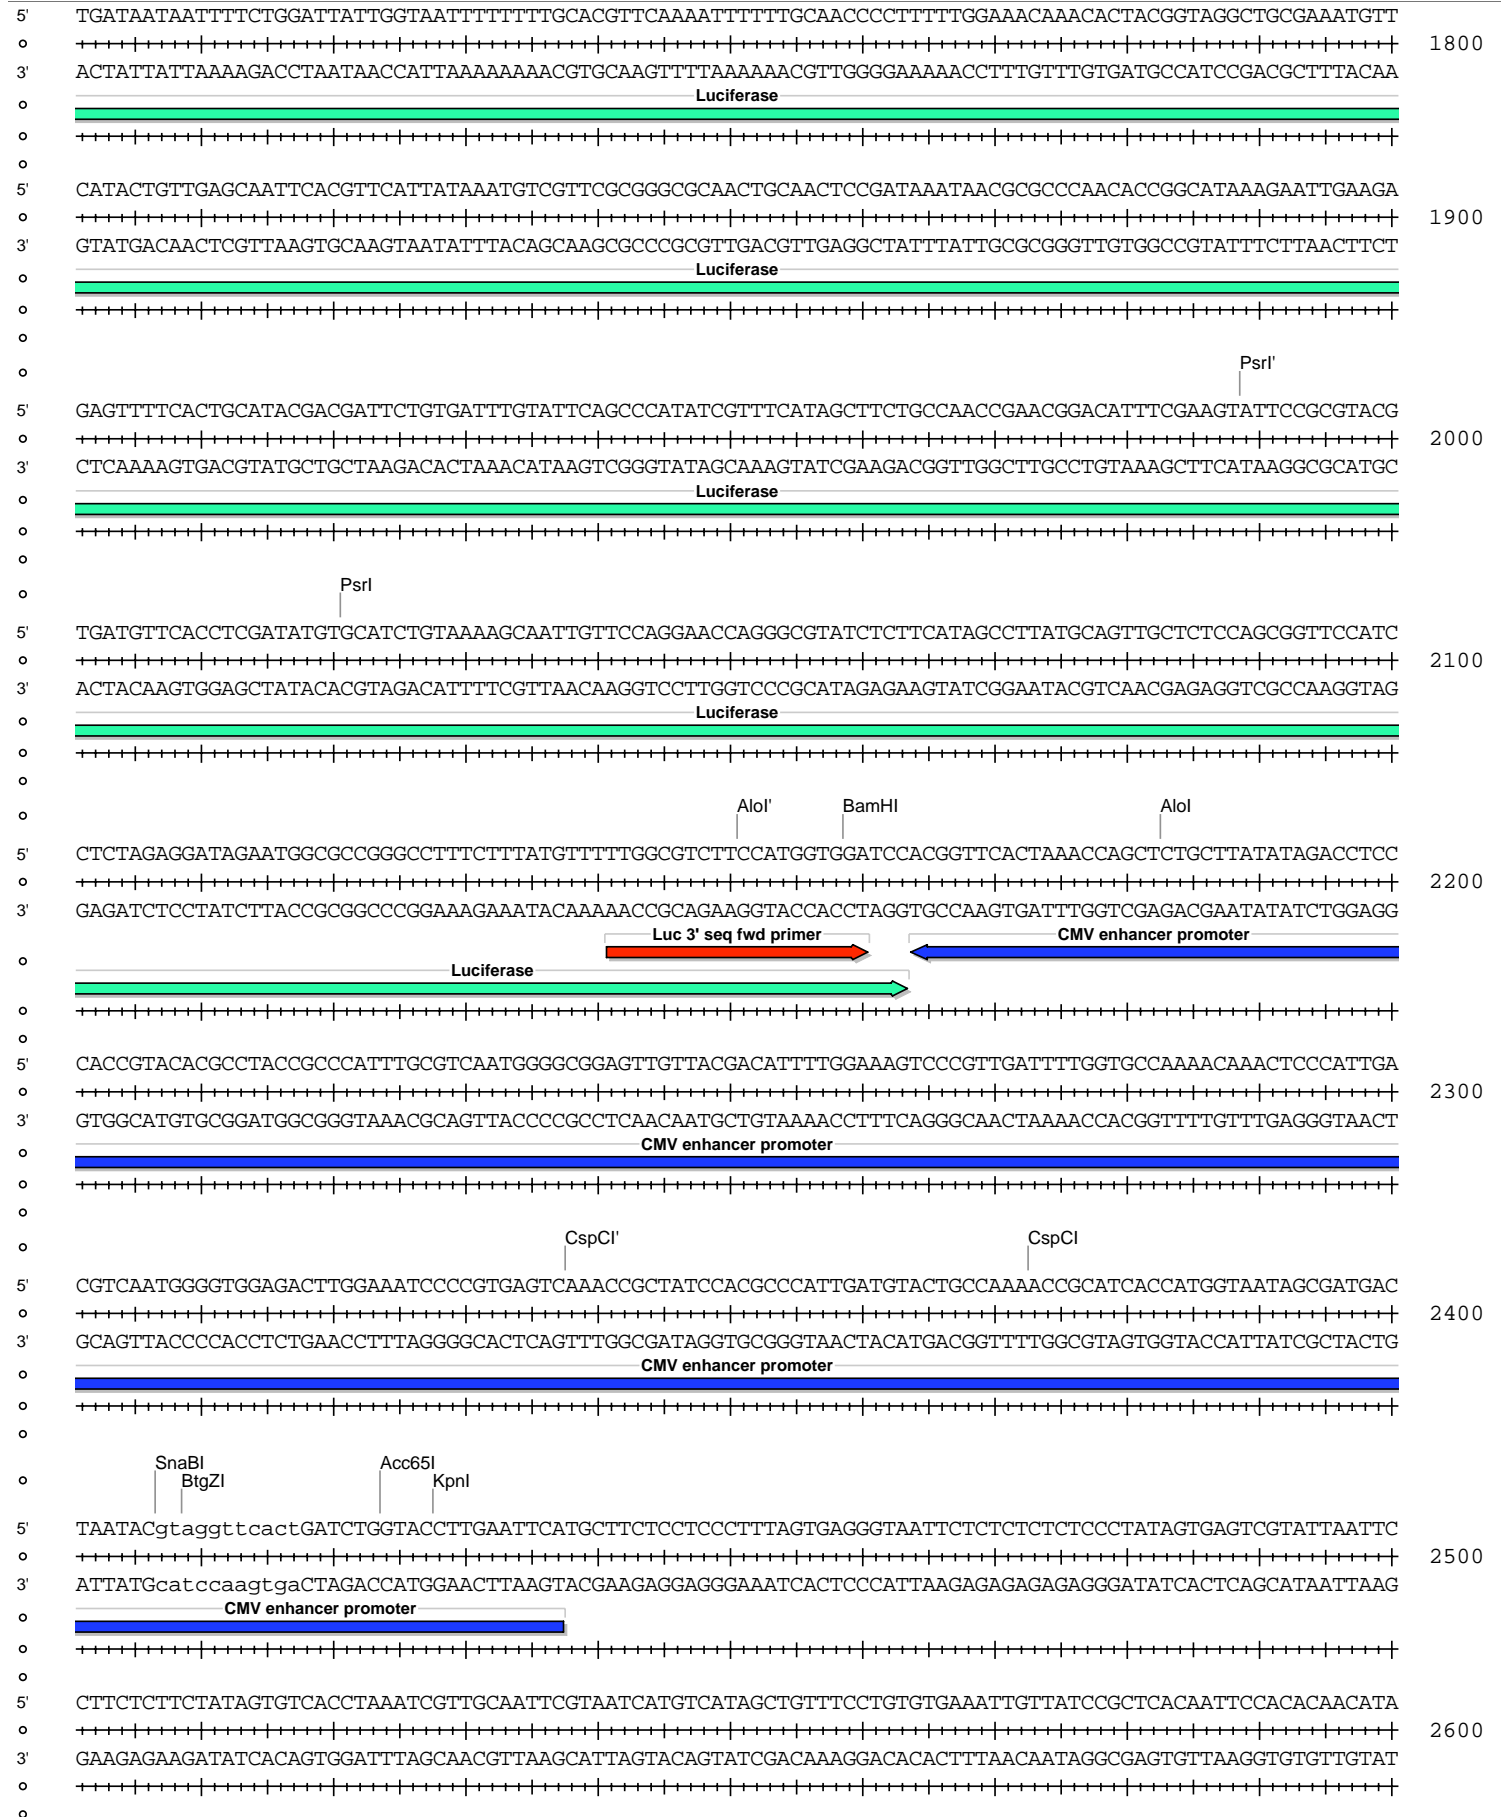 5' TGATAATAATTTTCTGGATTATTGGTAATTTTTTTTGCACGTTCAAAATTTTTTGCAACCCCTTTTTGGAAACAAACACTACGGTAGGCTGCGAAATGTT
1800
3' ACTATTATTAAAAGACCTAATAACCATTAAAAAAAACGTGCAAGTTTTAAAAAACGTTGGGGAAAAACCTTTGTTTGTGATGCCATCCGACGCTTTACAA
Luciferase
5' CATACTGTTGAGCAATTCACGTTCATTATAAATGTCGTTCGCGGGCGCAACTGCAACTCCGATAAATAACGCGCCCAACACCGGCATAAAGAATTGAAGA
1900
3' GTATGACAACTCGTTAAGTGCAAGTAATATTTACAGCAAGCGCCCGCGTTGACGTTGAGGCTATTTATTGCGCGGGTTGTGGCCGTATTTCTTAACTTCT
Luciferase
PsrI'
5' GAGTTTTCACTGCATACGACGATTCTGTGATTTGTATTCAGCCCATATCGTTTCATAGCTTCTGCCAACCGAACGGACATTTCGAAGTATTCCGCGTACG
2000
3' CTCAAAAGTGACGTATGCTGCTAAGACACTAAACATAAGTCGGGTATAGCAAAGTATCGAAGACGGTTGGCTTGCCTGTAAAGCTTCATAAGGCGCATGC
Luciferase
PsrI
5' TGATGTTCACCTCGATATGTGCATCTGTAAAAGCAATTGTTCCAGGAACCAGGGCGTATCTCTTCATAGCCTTATGCAGTTGCTCTCCAGCGGTTCCATC
2100
3' ACTACAAGTGGAGCTATACACGTAGACATTTTCGTTAACAAGGTCCTTGGTCCCGCATAGAGAAGTATCGGAATACGTCAACGAGAGGTCGCCAAGGTAG
Luciferase
AloI' BamHI AloI
5' CTCTAGAGGATAGAATGGCGCCGGGCCTTTCTTTATGTTTTTGGCGTCTTCCATGGTGGATCCACGGTTCACTAAACCAGCTCTGCTTATATAGACCTCC
2200
3' GAGATCTCCTATCTTACCGCGGCCCGGAAAGAAATACAAAAACCGCAGAAGGTACCACCTAGGTGCCAAGTGATTTGGTCGAGACGAATATATCTGGAGG
Luc 3' seq fwd primer CMV enhancer promoter
Luciferase
5' CACCGTACACGCCTACCGCCCATTTGCGTCAATGGGGCGGAGTTGTTACGACATTTTGGAAAGTCCCGTTGATTTTGGTGCCAAAACAAACTCCCATTGA
2300
3' GTGGCATGTGCGGATGGCGGGTAAACGCAGTTACCCCGCCTCAACAATGCTGTAAAACCTTTCAGGGCAACTAAAACCACGGTTTTGTTTGAGGGTAACT
CMV enhancer promoter
CspCI' CspCI
5' CGTCAATGGGGTGGAGACTTGGAAATCCCCGTGAGTCAAACCGCTATCCACGCCCATTGATGTACTGCCAAAACCGCATCACCATGGTAATAGCGATGAC
2400
3' GCAGTTACCCCACCTCTGAACCTTTAGGGGCACTCAGTTTGGCGATAGGTGCGGGTAACTACATGACGGTTTTGGCGTAGTGGTACCATTATCGCTACTG
CMV enhancer promoter
SnaBI Acc65I
BtgZI KpnI
5' TAATACgtaggttcactGATCTGGTACCTTGAATTCATGCTTCTCCTCCCTTTAGTGAGGGTAATTCTCTCTCTCTCCCTATAGTGAGTCGTATTAATTC
2500
3' ATTATGcatccaagtgaCTAGACCATGGAACTTAAGTACGAAGAGGAGGGAAATCACTCCCATTAAGAGAGAGAGAGGGATATCACTCAGCATAATTAAG
CMV enhancer promoter
5' CTTCTCTTCTATAGTGTCACCTAAATCGTTGCAATTCGTAATCATGTCATAGCTGTTTCCTGTGTGAAATTGTTATCCGCTCACAATTCCACACAACATA
2600
3' GAAGAGAAGATATCACAGTGGATTTAGCAACGTTAAGCATTAGTACAGTATCGACAAAGGACACACTTTAACAATAGGCGAGTGTTAAGGTGTGTTGTAT